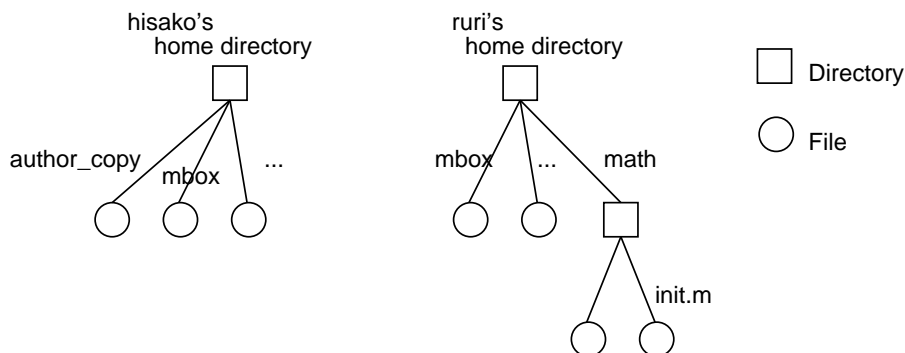 hisako's
home directory
ruri's
home directory
Directory
File
author_copy
mbox
...
mbox
...
math
init.m